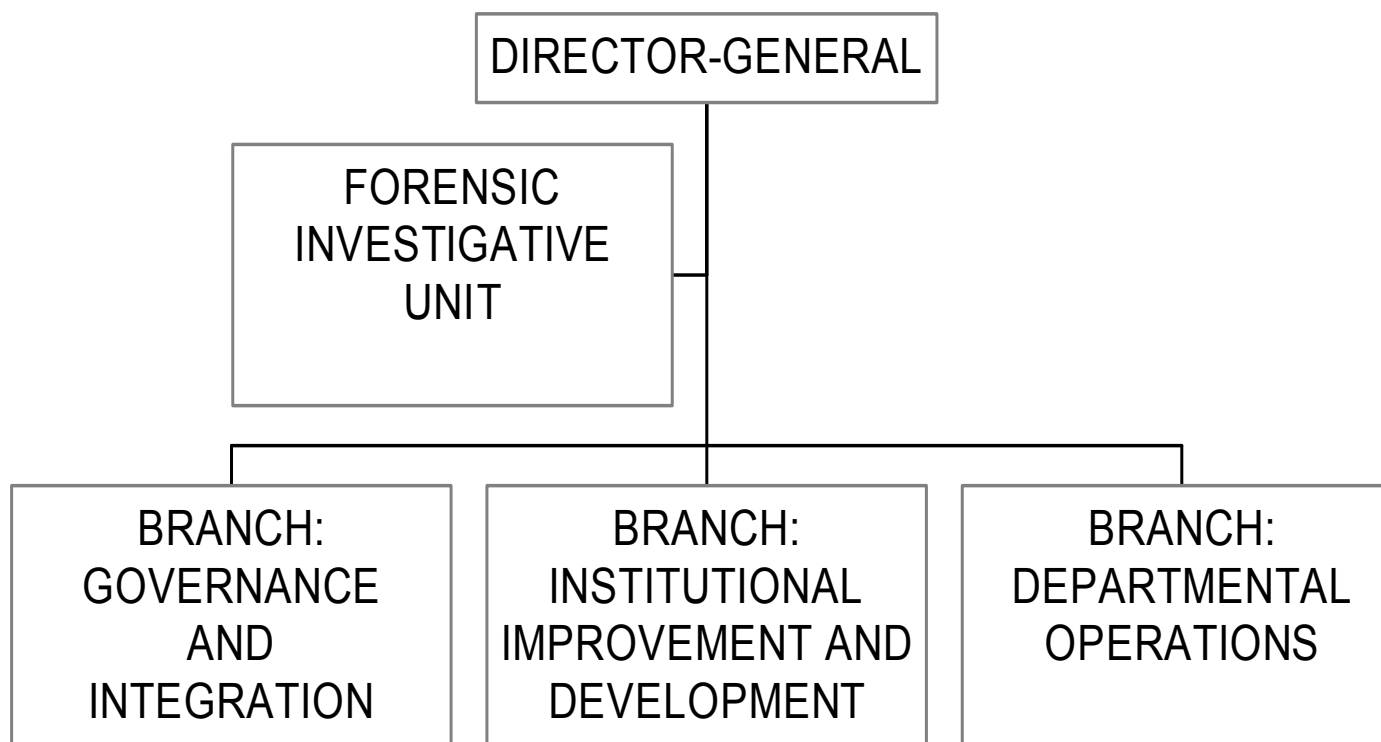 DIRECTOR-GENERAL
FORENSIC
INVESTIGATIVE
UNIT
BRANCH:
GOVERNANCE
AND
INTEGRATION
BRANCH:
INSTITUTIONAL
IMPROVEMENT AND
DEVELOPMENT
BRANCH:
DEPARTMENTAL
OPERATIONS